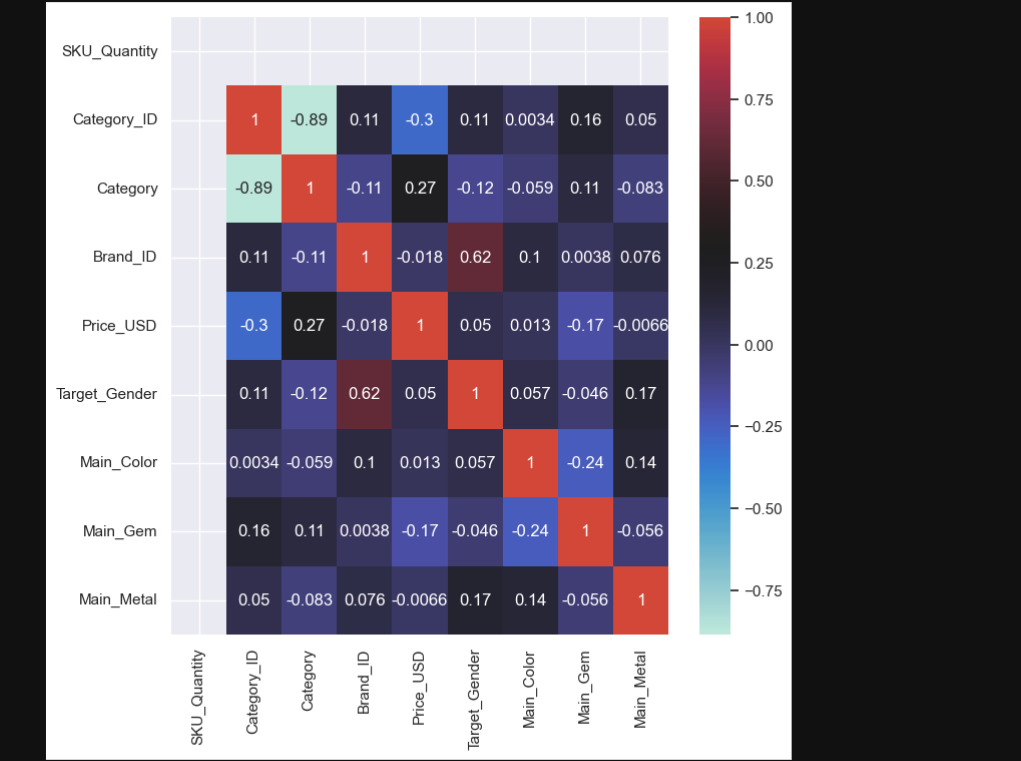 1.00
SKU_Quantity
0.75
Category_ID 1 -0.89 0.11 -0.3 0.11 0.0034 0.16 0.05
0.50
Category -0.89 1 -0.11 0.27 -0.12 -0.059 0.11 -0.083
Brand_ID 0.11 -0.11 1 -0.018 0.62 0.1 0.0038 0.076
0.25
Price_USD -0.3 0.27 -0.018 1 0.05 0.013 -0.17 -0.0066
0.00
Target_Gender 0.11 -0.12 0.62 0.05 1 0.057 -0.046 0.17
−0.25
Main_Color 0.0034 -0.059 0.1 0.013 0.057 1 -0.24 0.14
−0.50
Main_Gem 0.16 0.11 0.0038 -0.17 -0.046 -0.24 1 -0.056
−0.75
Main_Metal 0.05 -0.083 0.076 -0.0066 0.17 0.14 -0.056 1
SKU_Quantity
Category_ID
Category
Brand_ID
Price_USD
Target_Gender
Main_Color
Main_Gem
Main_Metal